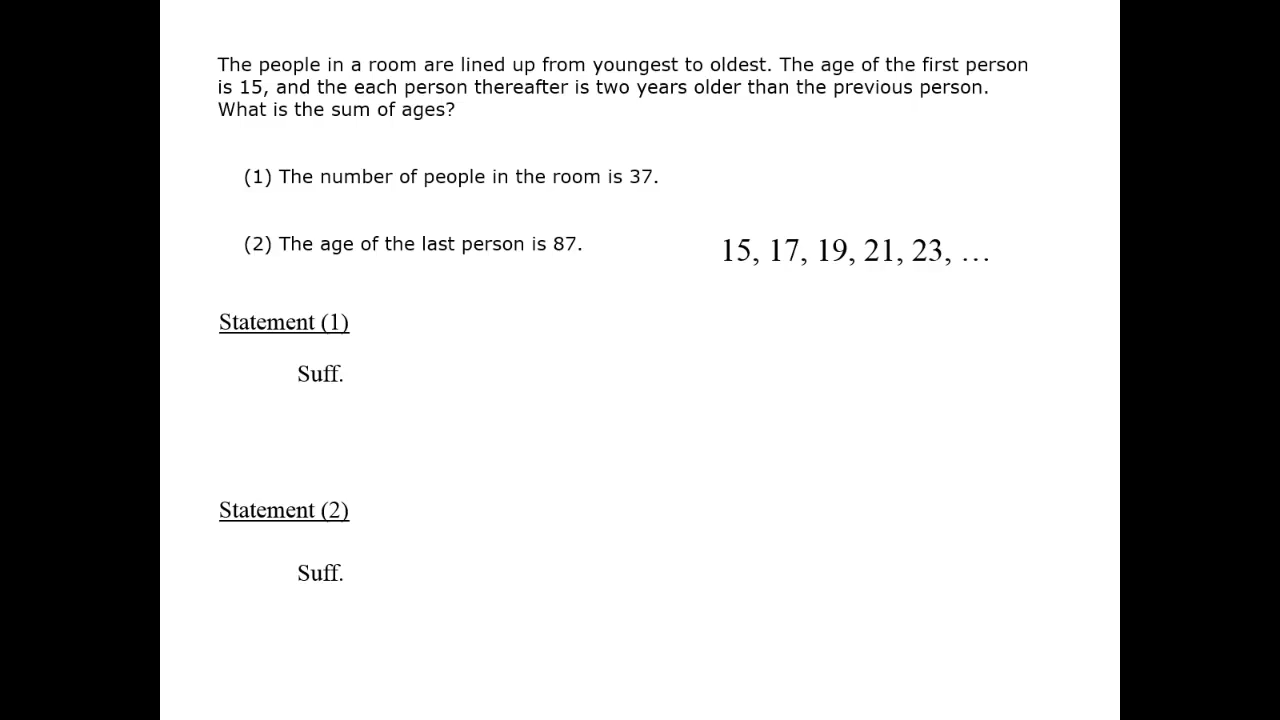 The people in a room are lined up from youngest to oldest. The age of the first person
is 15, and the each person thereafter is two years older than the previous person.
What is the sum of ages?
(1) The number of people in the room is 37.
(2) The age of the last person is 87.
15, 17, 19, 21, 23, …
Statement (1)
Suff.
Statement (2)
Suff.